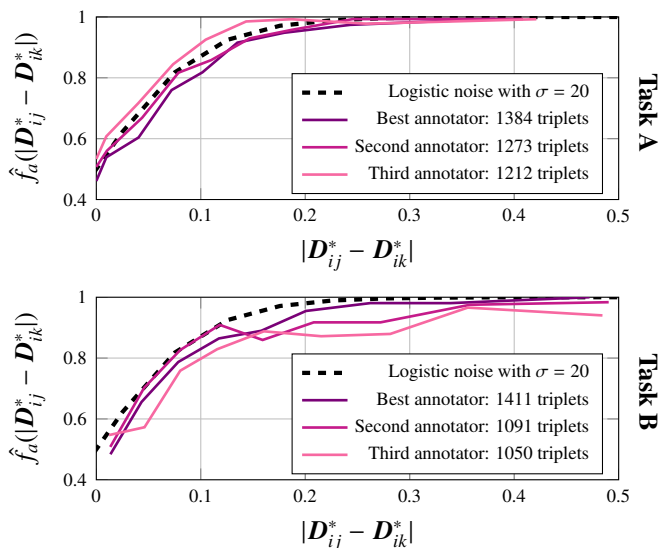 1
0.8
0.6
0.4
f̂ₐ(|D*ᵢⱼ − D*ᵢₖ|)
Logistic noise with σ = 20
Best annotator: 1384 triplets
Second annotator: 1273 triplets
Third annotator: 1212 triplets
Task A
0 0.1 0.2 0.3 0.4 0.5
|D*ᵢⱼ − D*ᵢₖ|
1
0.8
0.6
0.4
f̂ₐ(|D*ᵢⱼ − D*ᵢₖ|)
Logistic noise with σ = 20
Best annotator: 1411 triplets
Second annotator: 1091 triplets
Third annotator: 1050 triplets
Task B
0 0.1 0.2 0.3 0.4 0.5
|D*ᵢⱼ − D*ᵢₖ|